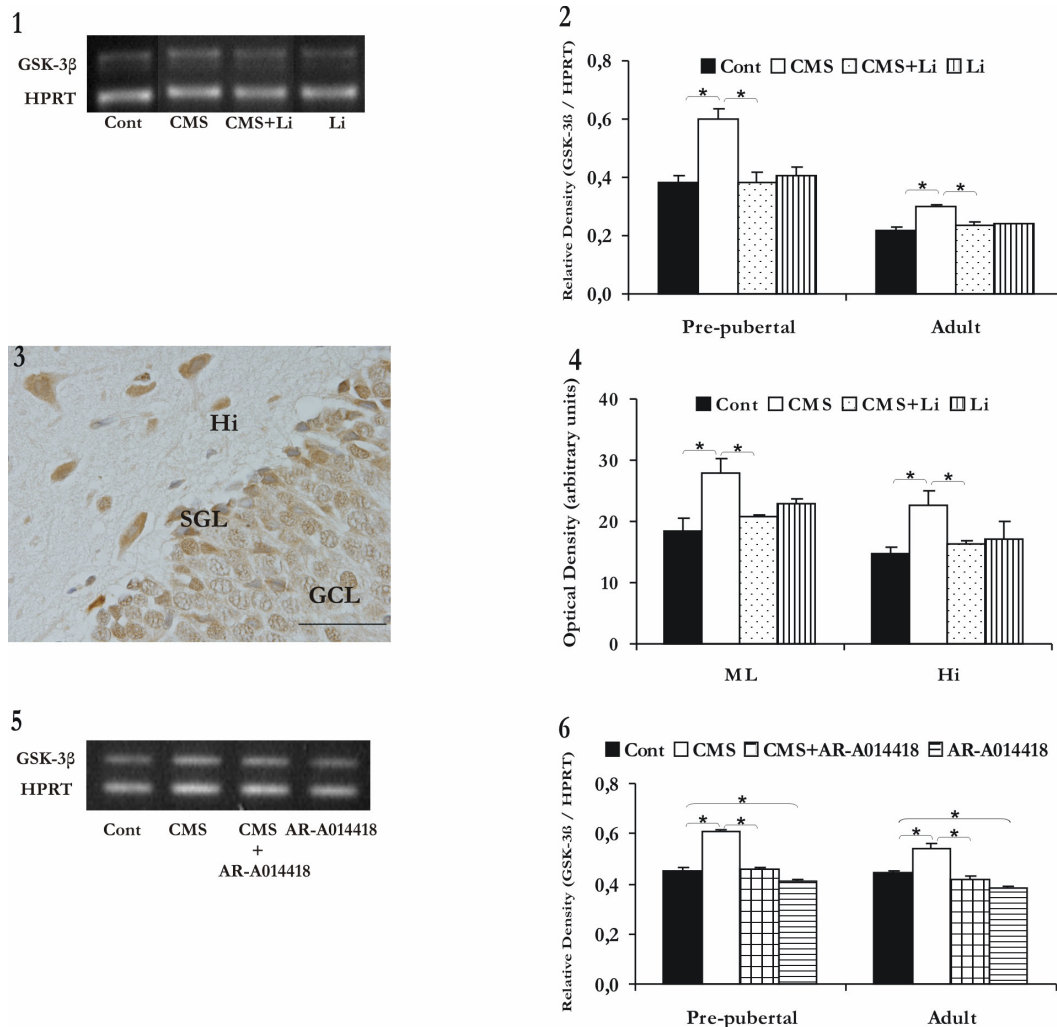 1
GSK-3β
HPRT
Cont CMS CMS+Li Li
2
Relative Density (GSK-3ß / HPRT)
Cont CMS CMS+Li Li
0,8
0,6
0,4
0,2
0,0
* *
* *
Pre-pubertal Adult
3
Hi
SGL
GCL
4
Optical Density (arbitrary units)
Cont CMS CMS+Li Li
40
30
20
10
0
* *
* *
ML Hi
5
GSK-3β
HPRT
Cont CMS CMS AR-A014418
+
AR-A014418
6
Relative Density (GSK-3ß / HPRT)
Cont CMS CMS+AR-A014418 AR-A014418
0,8
0,6
0,4
0,2
0,0
*
* *
*
* *
Pre-pubertal Adult